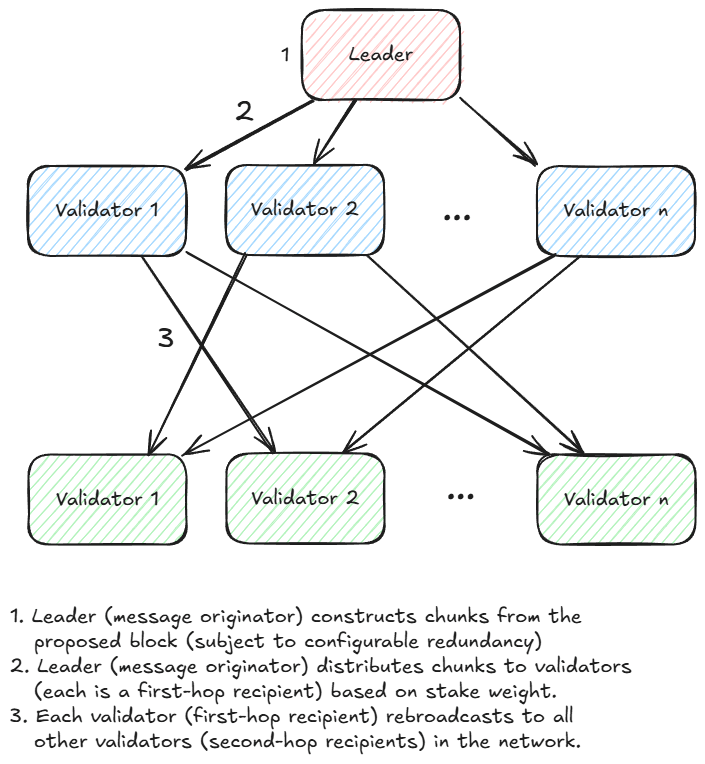 1
Leader
2
Validator 1
Validator 2
...
Validator n
3
Validator 1
Validator 2
...
Validator n
1. Leader (message originator) constructs chunks from the
proposed block (subject to configurable redundancy)
2. Leader (message originator) distributes chunks to validators
(each is a first-hop recipient) based on stake weight.
3. Each validator (first-hop recipient) rebroadcasts to all
other validators (second-hop recipients) in the network.